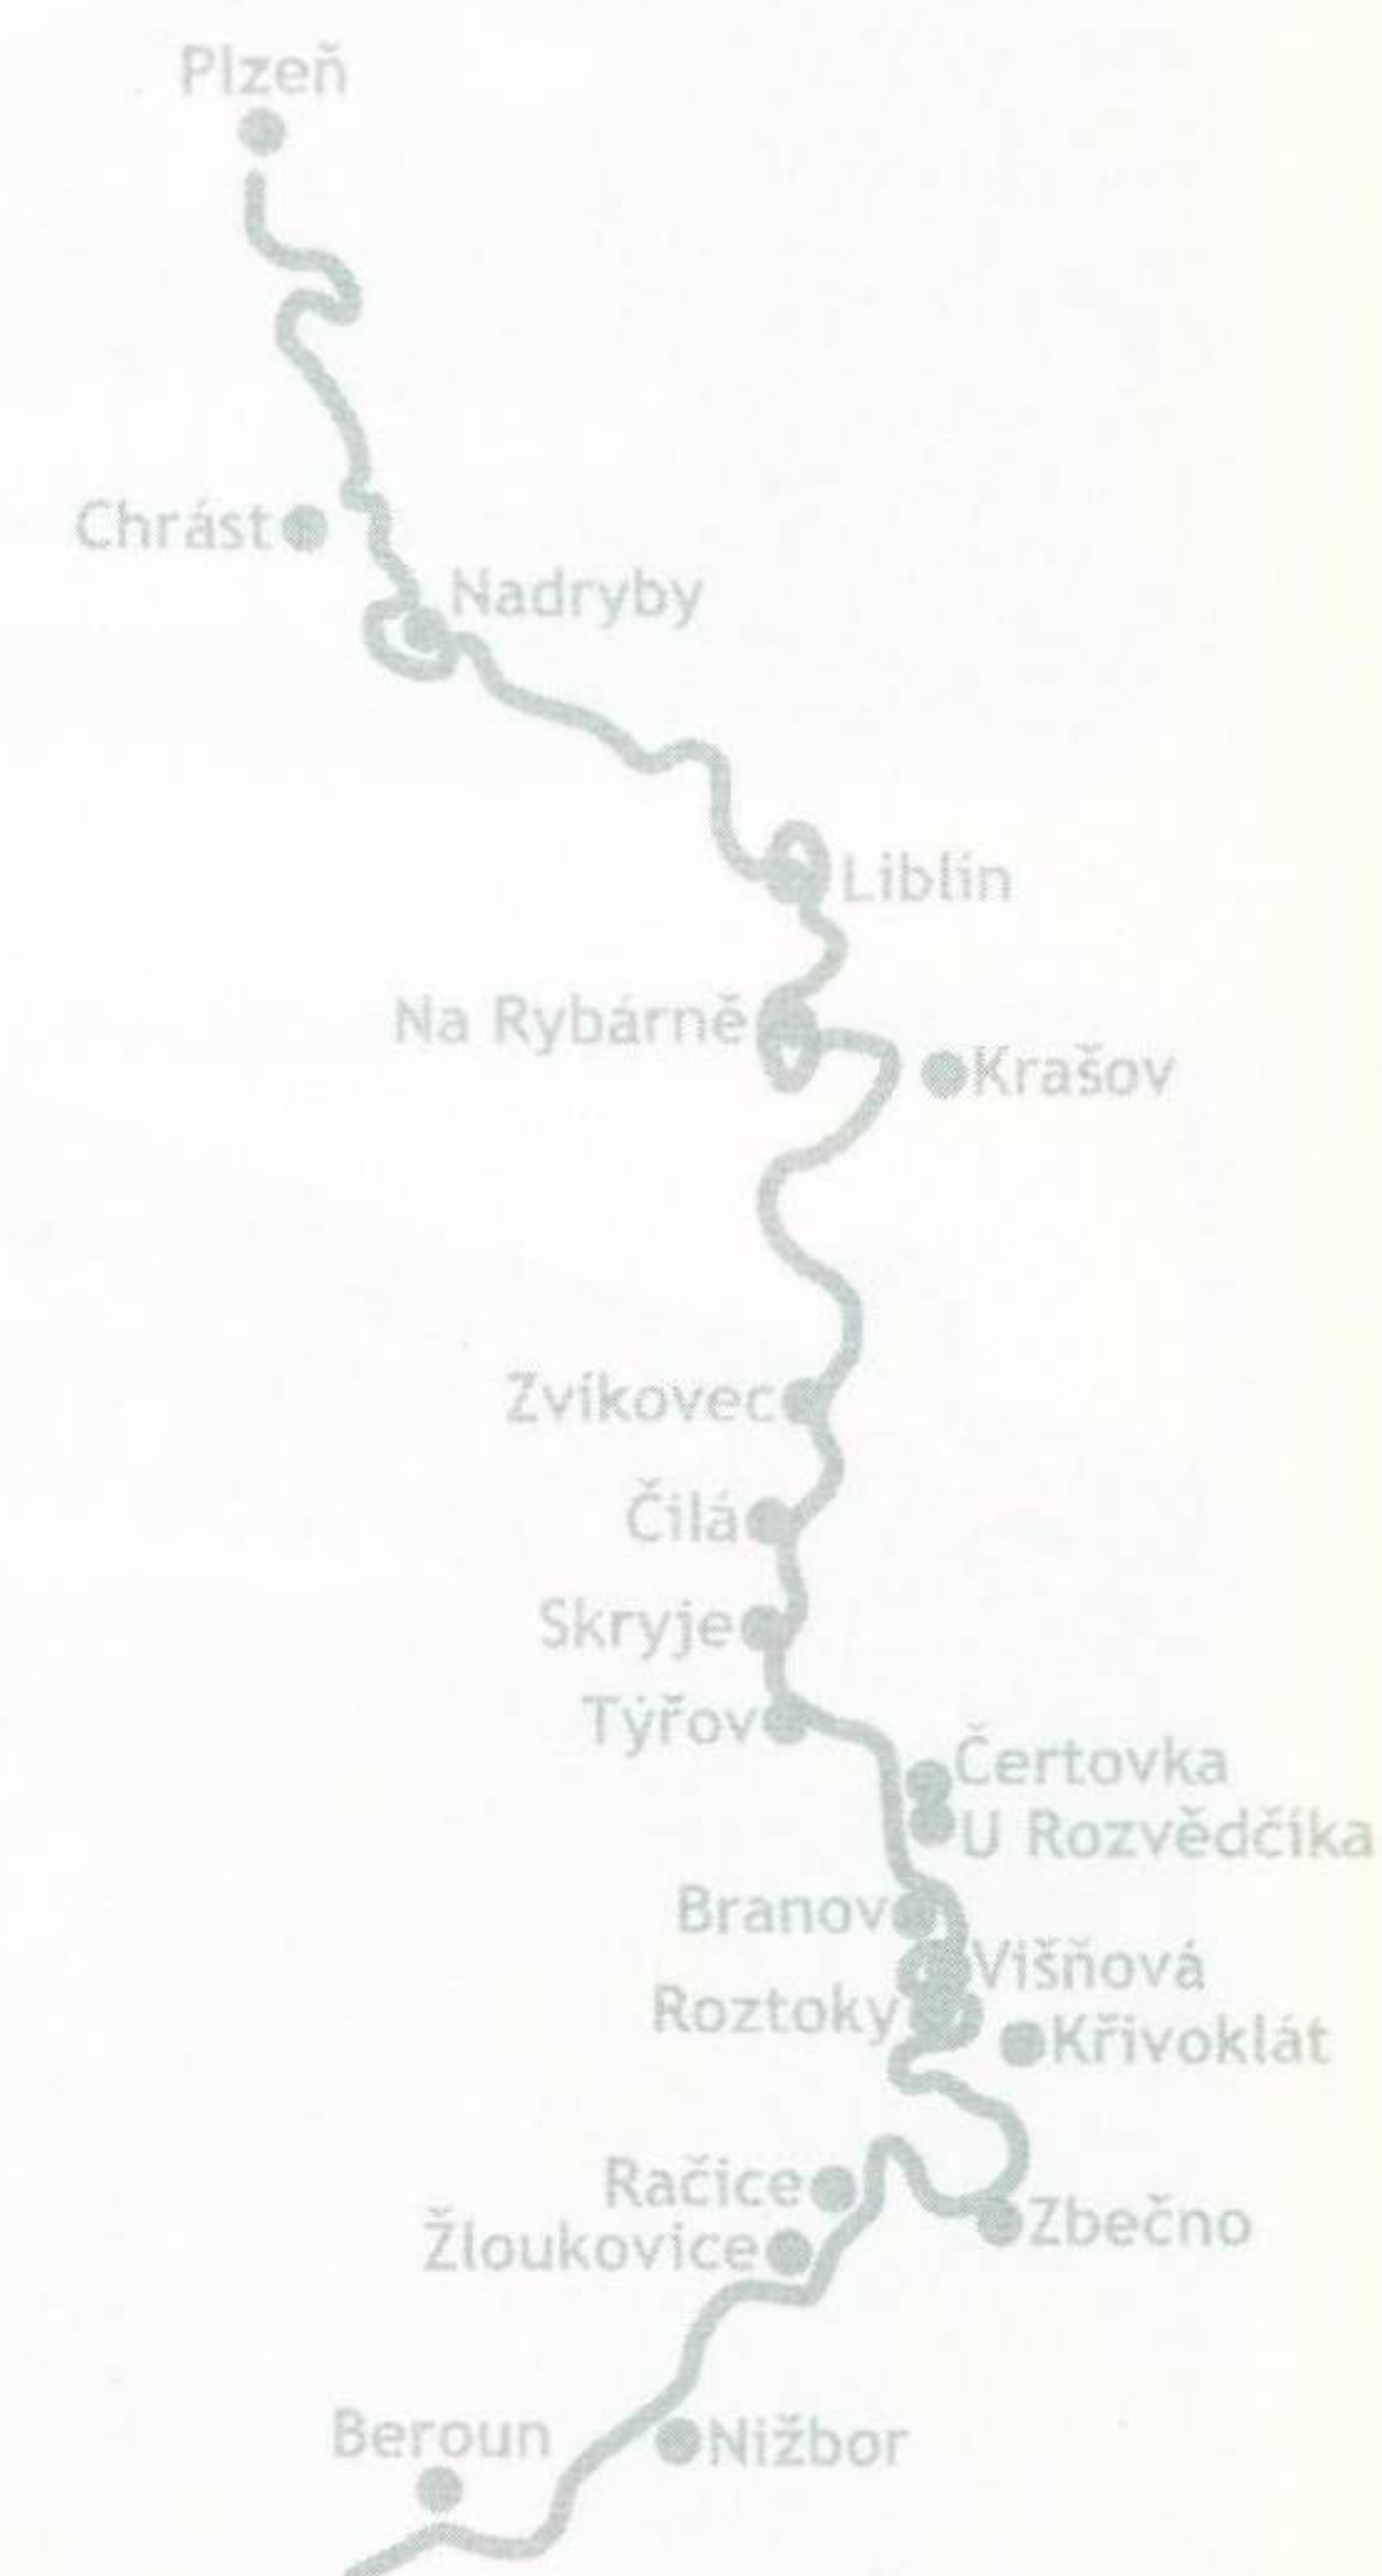 Plzeň
Chrást
Nadryby
Liblín
Na Rybárně
Krašov
Zvíkovec
Čilá
Skryje
Týřov
Čertovka
U Rozvědčíka
Branov
Višňová
Roztoky
Křivoklát
Račice
Zbečno
Žloukovice
Beroun
Nižbor